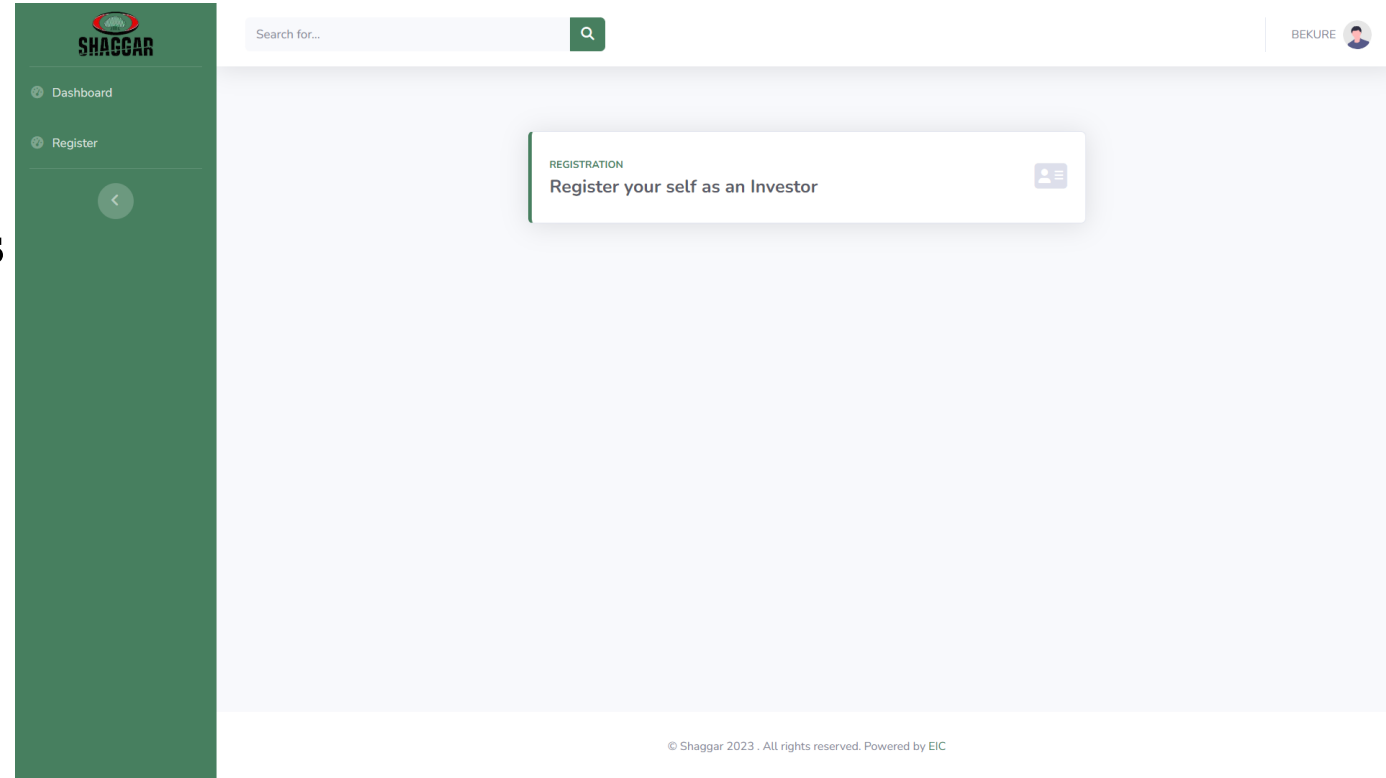 SHAGGAR
Search for...
BEKURE
Dashboard
Register
REGISTRATION
Register your self as an Investor
© Shaggar 2023 . All rights reserved. Powered by EIC